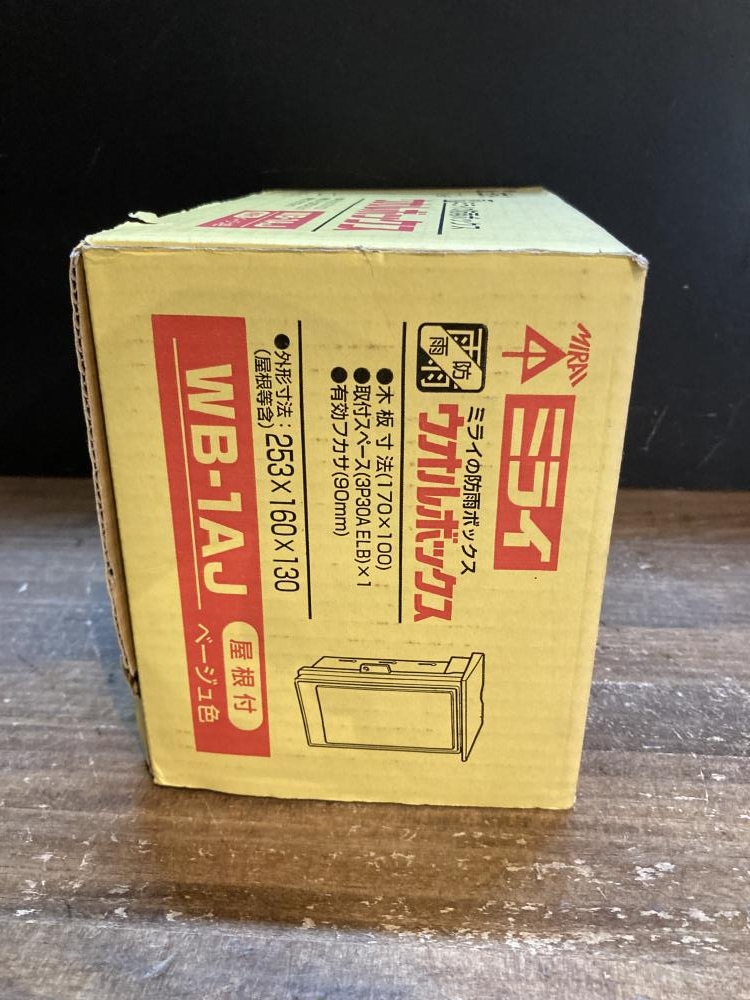 MIRAI
ミライ
防雨
ミライの防雨ボックス
ウオルボックス
●木板寸法(170×100),
●取付スペース(3P30A ELB)×1
●有効フカサ(90mm)
●外形寸法:253×160×130
(屋根等含)
WB-1AJ
屋根付
ベージュ色